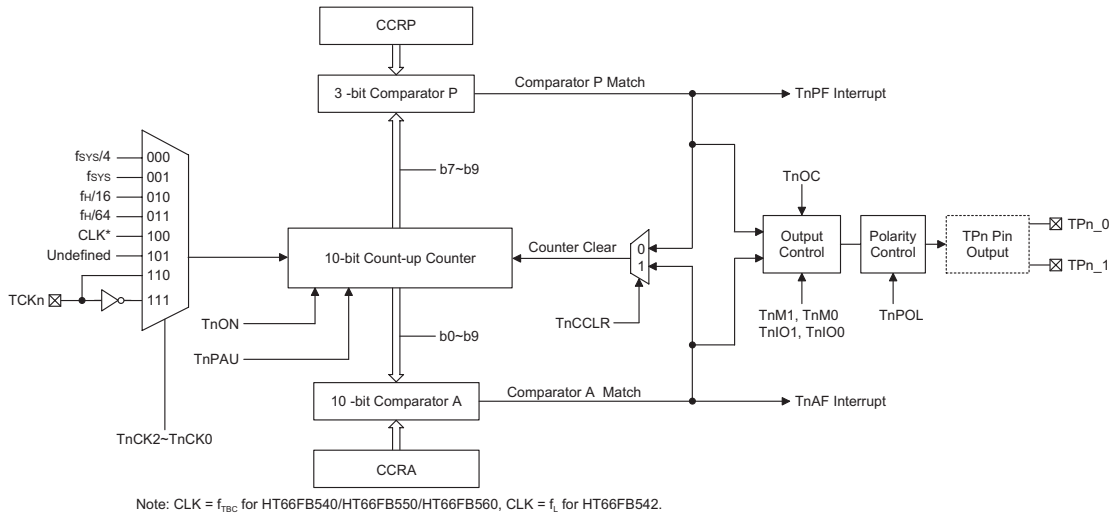 CCRP
3 -bit Comparator P
Comparator P Match
TnPF Interrupt
fSYS/4
000
fSYS
001
fH/16
010
fH/64
011
CLK*
100
Undefined
101
110
TCKn
111
b7~b9
10-bit Count-up Counter
Counter Clear
0
1
TnOC
Output
Control
Polarity
Control
TPn Pin
Output
TPn_0
TPn_1
TnON
TnPAU
b0~b9
TnCCLR
TnM1, TnM0
TnIO1, TnIO0
TnPOL
10 -bit Comparator A
Comparator A Match
TnAF Interrupt
TnCK2~TnCK0
CCRA
Note: CLK = fTBC for HT66FB540/HT66FB550/HT66FB560, CLK = fL for HT66FB542.